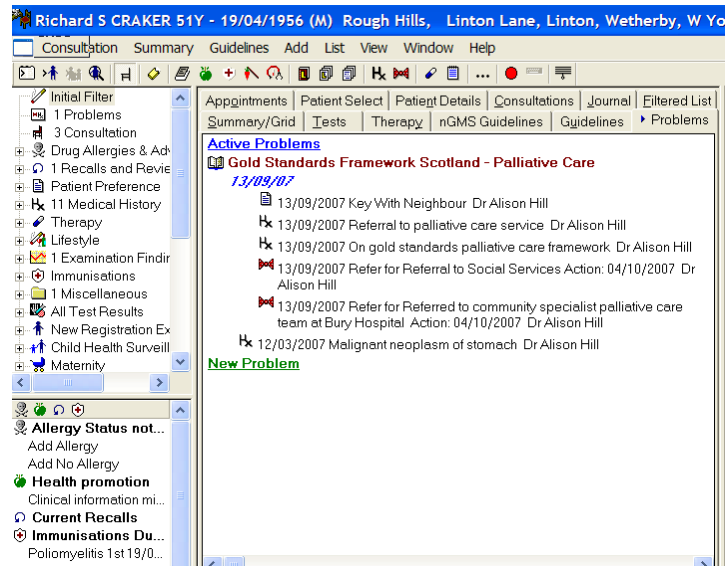 Richard S CRAKER 51Y - 19/04/1956 (M) Rough Hills, Linton Lane, Linton, Wetherby, W Yo
Consultation Summary Guidelines Add List View Window Help
Initial Filter
1 Problems
3 Consultation
Drug Allergies & Adv
1 Recalls and Revie
Patient Preference
11 Medical History
Therapy
Lifestyle
1 Examination Findin
Immunisations
1 Miscellaneous
All Test Results
New Registration Ex
Child Health Surveill
Maternity
Allergy Status not...
Add Allergy
Add No Allergy
Health promotion
Clinical information mi...
Current Recalls
Immunisations Du...
Poliomyelitis 1st 19/0...
Appointments Patient Select Patient Details Consultations Journal Filtered List
Summary/Grid Tests Therapy nGMS Guidelines Guidelines Problems
Active Problems
Gold Standards Framework Scotland - Palliative Care
13/09/07
13/09/2007 Key With Neighbour Dr Alison Hill
13/09/2007 Referral to palliative care service Dr Alison Hill
13/09/2007 On gold standards palliative care framework Dr Alison Hill
13/09/2007 Refer for Referral to Social Services Action: 04/10/2007 Dr
Alison Hill
13/09/2007 Refer for Referred to community specialist palliative care
team at Bury Hospital Action: 04/10/2007 Dr Alison Hill
12/03/2007 Malignant neoplasm of stomach Dr Alison Hill
New Problem